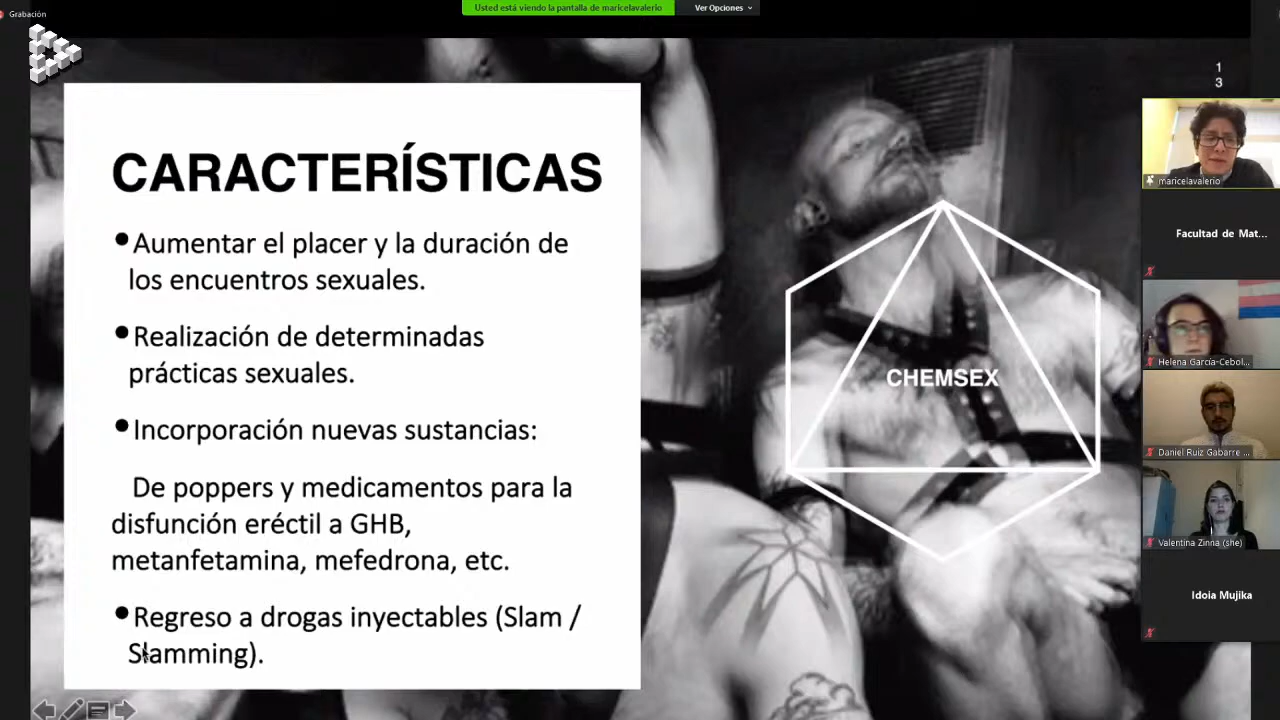 Grabación
Usted está viendo la pantalla de maricelavalerio
Ver Opciones
1
3
CARACTERÍSTICAS
•Aumentar el placer y la duración de
los encuentros sexuales.
•Realización de determinadas
prácticas sexuales.
•Incorporación nuevas sustancias:
De poppers y medicamentos para la
disfunción eréctil a GHB,
metanfetamina, mefedrona, etc.
•Regreso a drogas inyectables (Slam /
Slamming).
CHEMSEX
maricelavalerio
Facultad de Mat...
Helena García-Cebol...
Daniel Ruiz Gabarre ...
Valentina Zinna (she)
Idoia Mujika